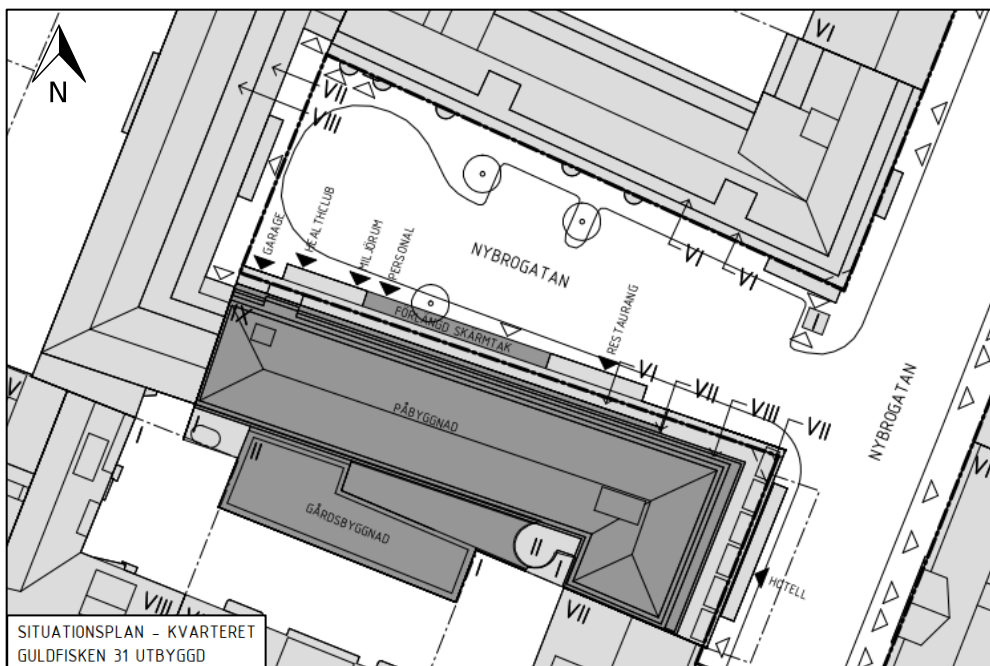 VI
N
VII
VIII
GARAGE
HEALTHCLUB
MILJÖRUM
PERSONAL
NYBROGATAN
VI
VI
RESTAURANG
FÖRLÄNGD SKÄRMTAK
IX
VI
VII
VIII
VII
NYBROGATAN
PÅBYGGNAD
I
I
II
GÅRDSBYGGNAD
II
I
I
HOTELL
VII
VIII
SITUATIONSPLAN - KVARTERET
GULDFISKEN 31 UTBYGGD